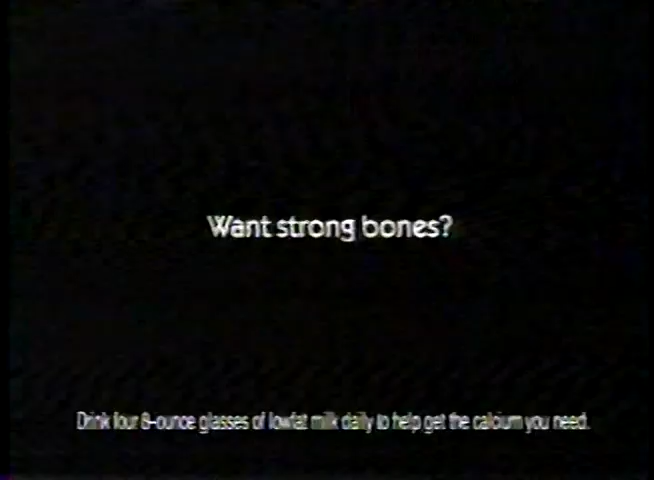 Want strong bones?
Drink four 8-ounce glasses of lowfat milk daily to help get the calcium you need.